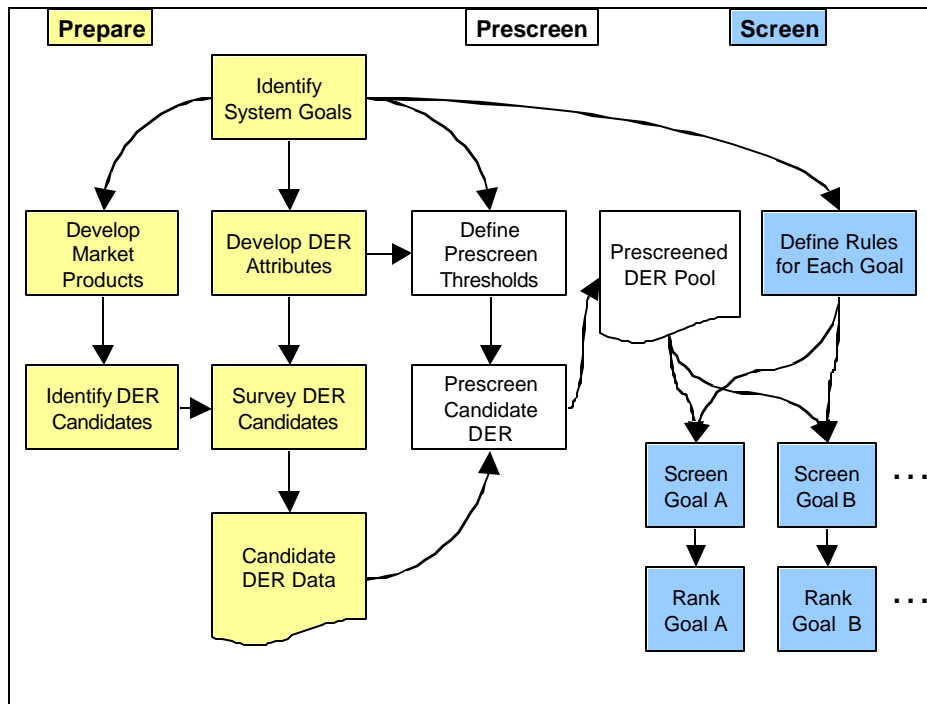 Prepare
Prescreen
Screen
Identify
System Goals
Develop
Market
Products
Develop DER
Attributes
Define
Prescreen
Thresholds
Prescreened
DER Pool
Define Rules
for Each Goal
Identify DER
Candidates
Survey DER
Candidates
Prescreen
Candidate
DER
Screen
Goal A
Screen
Goal B
...
Candidate
DER Data
Rank
Goal A
Rank
Goal B
...